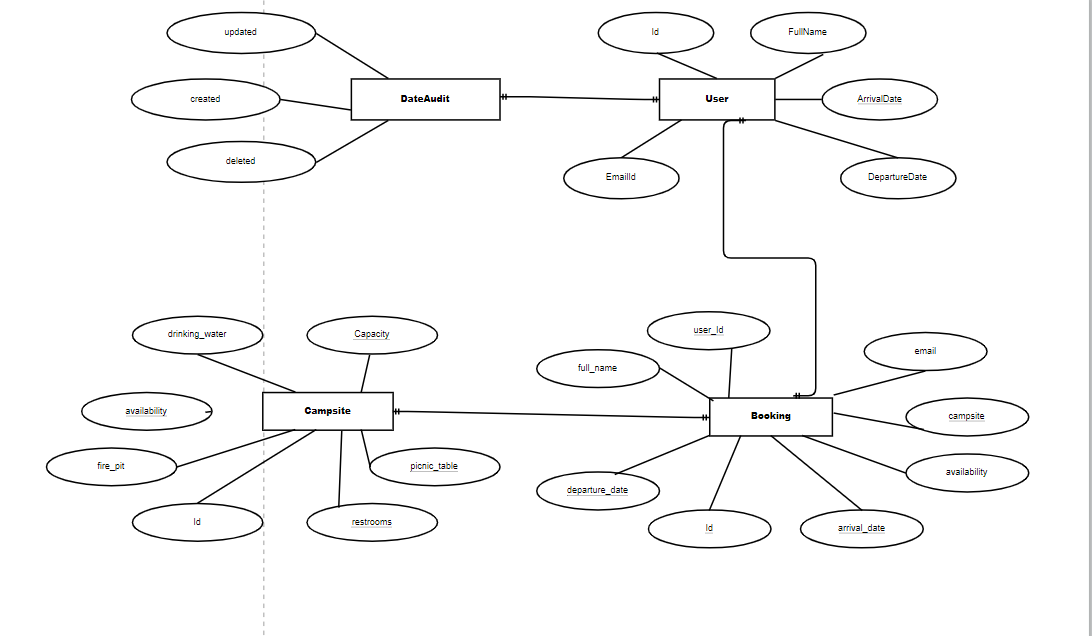 updated
Id
FullName
created
DateAudit
User
ArrivalDate
deleted
EmailId
DepartureDate
drinking_water
Capacity
user_Id
full_name
email
availability
Campsite
Booking
campsite
fire_pit
picnic_table
availability
departure_date
Id
restrooms
Id
arrival_date